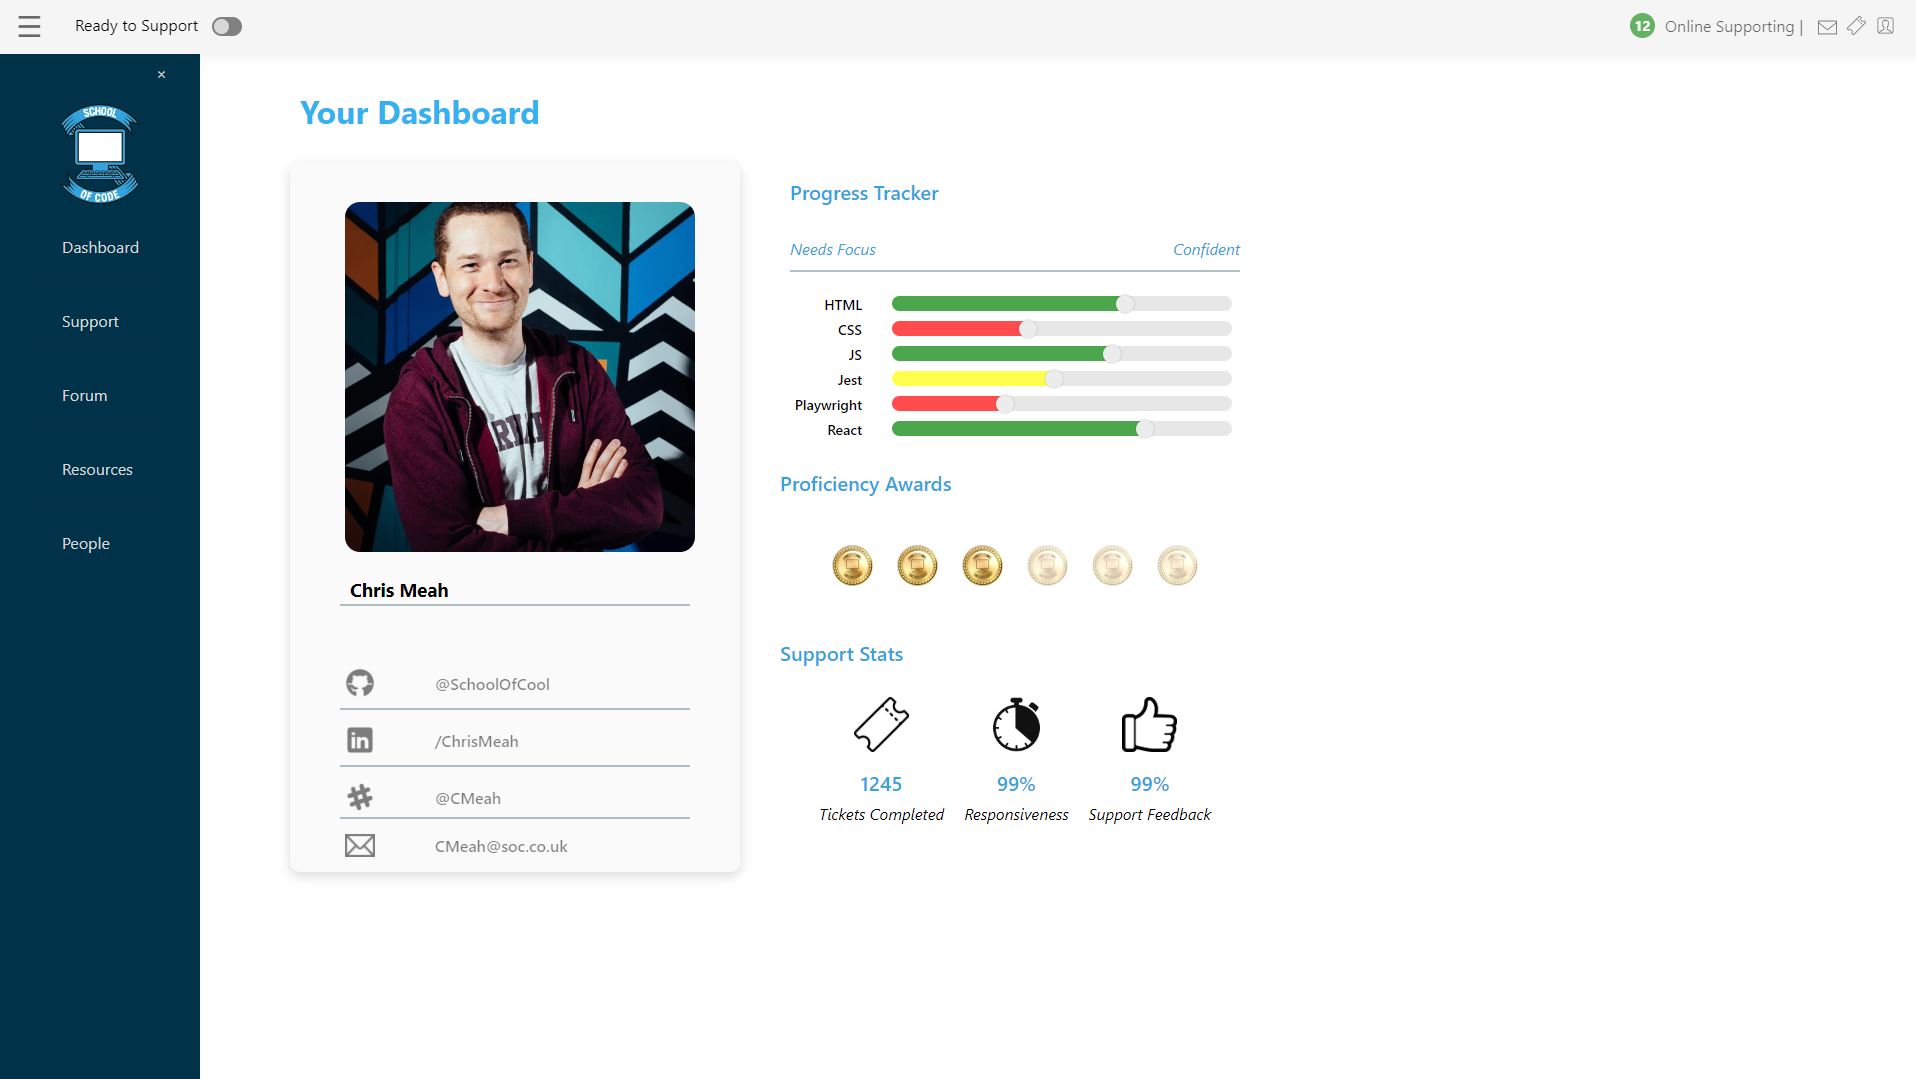 Ready to Support
12 Online Supporting |
×
SCHOOL
OF CODE
Dashboard
Support
Forum
Resources
People
Your Dashboard
Chris Meah
@SchoolOfCool
in /ChrisMeah
@CMeah
CMeah@soc.co.uk
Progress Tracker
Needs Focus Confident
HTML
CSS
JS
Jest
Playwright
React
Proficiency Awards
Support Stats
1245 99% 99%
Tickets Completed Responsiveness Support Feedback